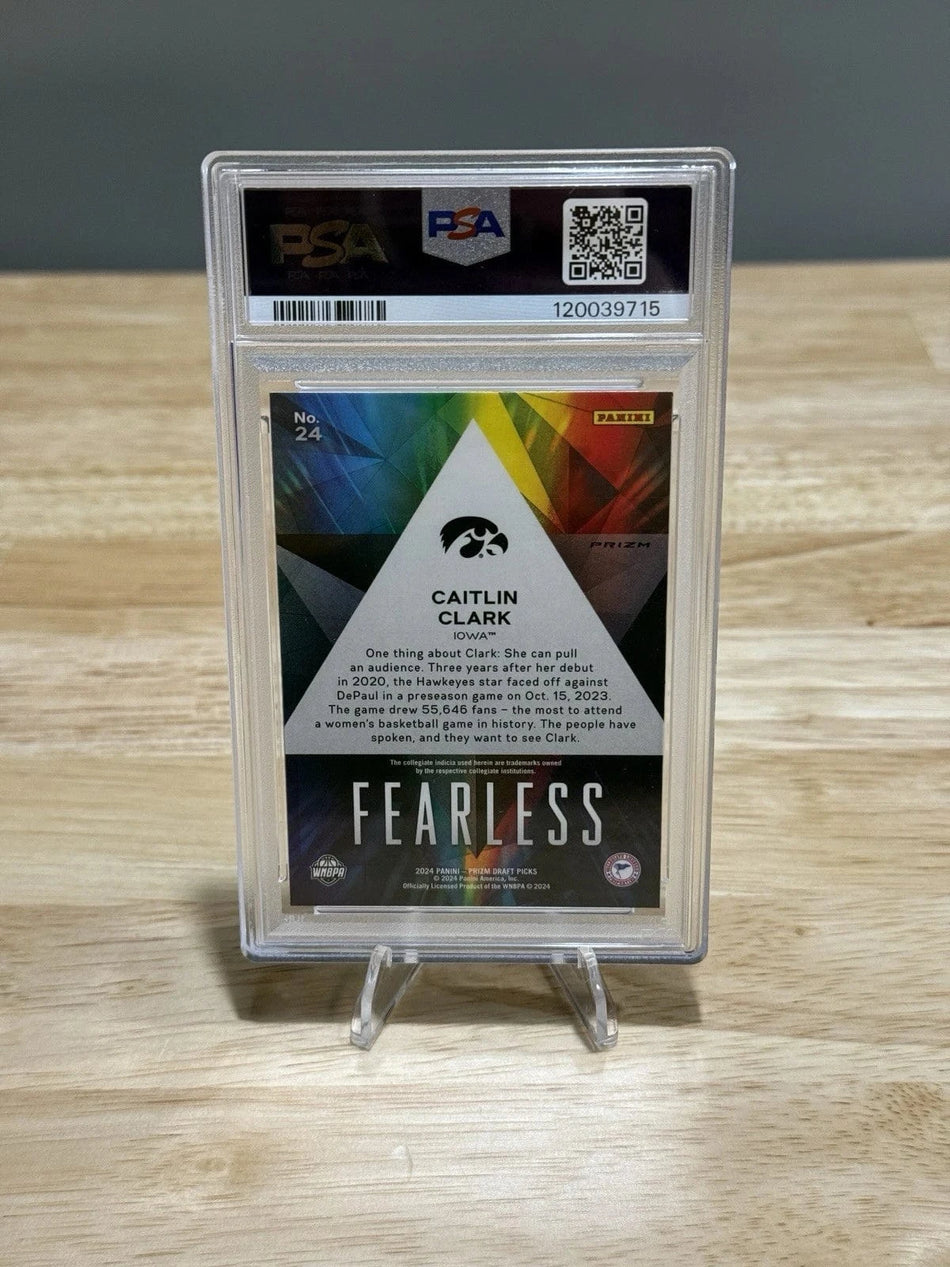 PSA
PSA
120039715
No.
24
PANINI
PRIZM
CAITLIN
CLARK
IOWA™
One thing about Clark: She can pull
an audience. Three years after her debut
in 2020, the Hawkeyes star faced off against
DePaul in a preseason game on Oct. 15, 2023.
The game drew 55,646 fans – the most to attend
a women's basketball game in history. The people have
spoken, and they want to see Clark.
The collegiate indicia used herein are trademarks owned
by the respective collegiate institutions.
FEARLESS
WNBPA
2024 PANINI – PRIZM DRAFT PICKS
© 2024 Panini America, Inc.
Officially Licensed Product of the WNBPA © 2024